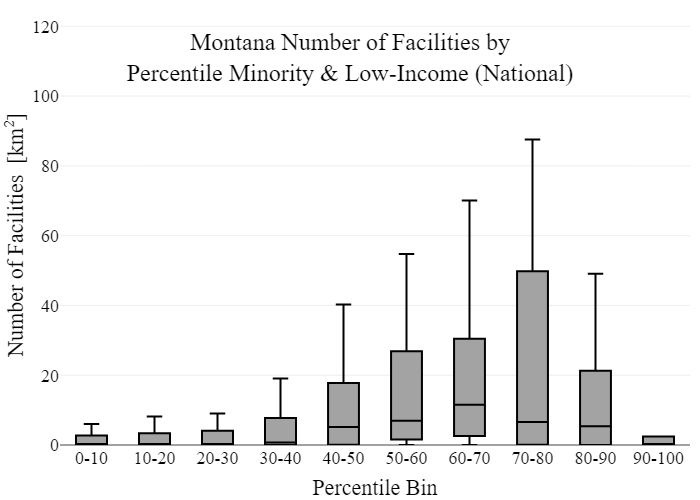 Montana Number of Facilities by
Percentile Minority & Low-Income (National)
Number of Facilities [km²]
120
100
80
60
40
20
0
0-10 10-20 20-30 30-40 40-50 50-60 60-70 70-80 80-90 90-100
Percentile Bin